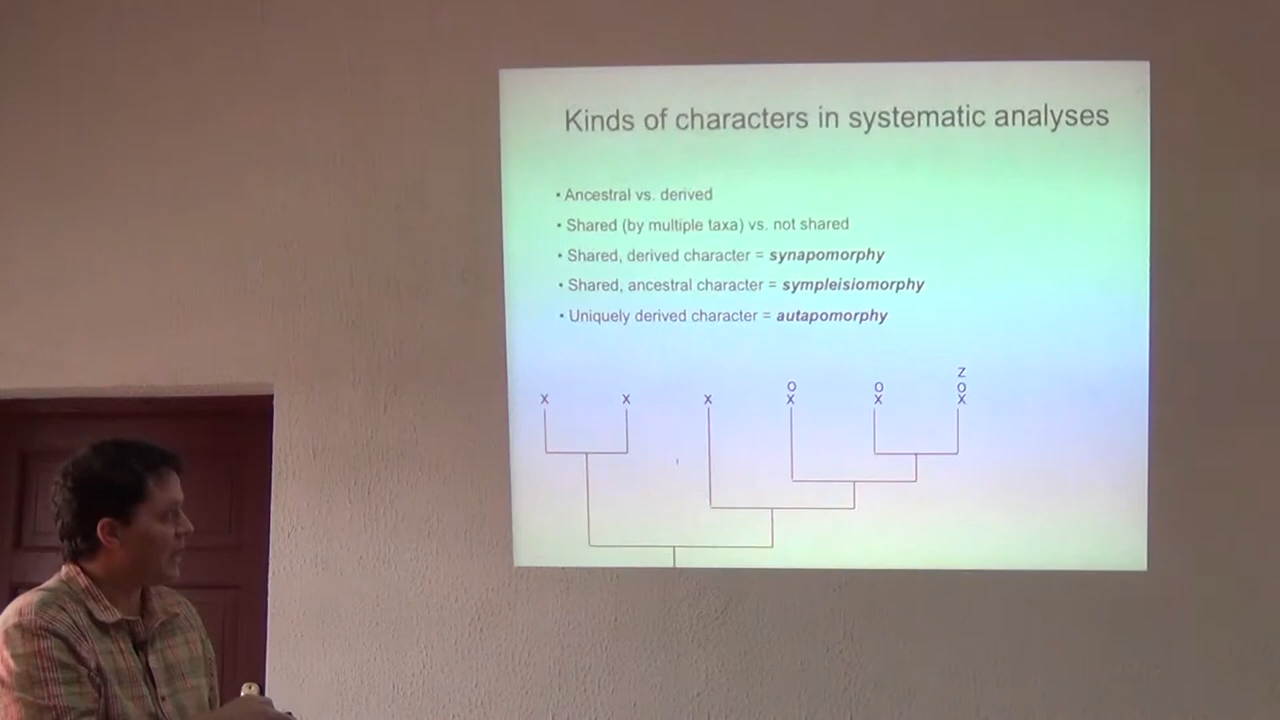 Kinds of characters in systematic analyses
• Ancestral vs. derived
• Shared (by multiple taxa) vs. not shared
• Shared, derived character = synapomorphy
• Shared, ancestral character = sympleisiomorphy
• Uniquely derived character = autapomorphy
Z
O O O
X X X X X X